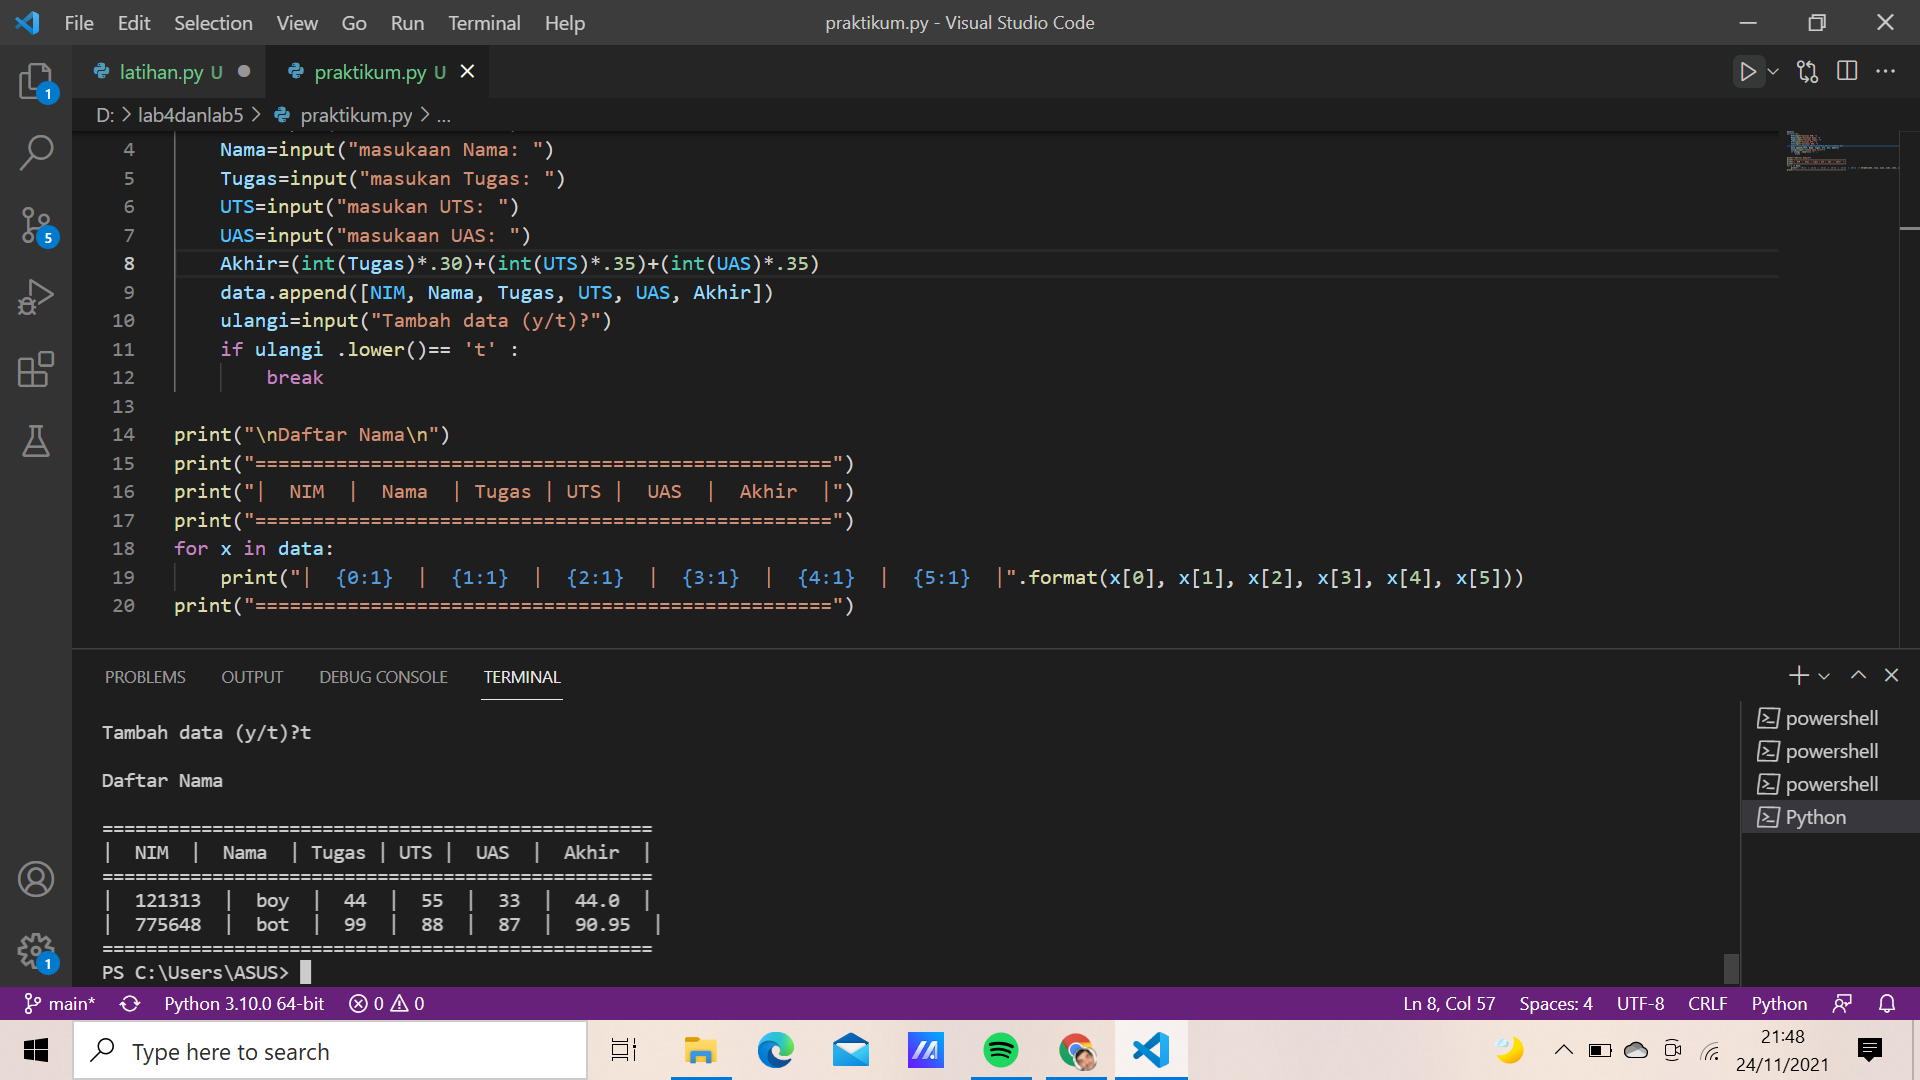 File Edit Selection View Go Run Terminal Help praktikum.py - Visual Studio Code
latihan.py U praktikum.py U
D: > lab4danlab5 > praktikum.py > ...
4 Nama=input("masukaan Nama: ")
5 Tugas=input("masukan Tugas: ")
6 UTS=input("masukan UTS: ")
7 UAS=input("masukaan UAS: ")
8 Akhir=(int(Tugas)*.30)+(int(UTS)*.35)+(int(UAS)*.35)
9 data.append([NIM, Nama, Tugas, UTS, UAS, Akhir])
10 ulangi=input("Tambah data (y/t)?")
11 if ulangi .lower()== 't' :
12 break
13
14 print("\nDaftar Nama\n")
15 print("==================================================")
16 print("|  NIM  |  Nama  | Tugas | UTS |  UAS  |  Akhir  |")
17 print("==================================================")
18 for x in data:
19 print("|  {0:1}  |  {1:1}  |  {2:1}  |  {3:1}  |  {4:1}  |  {5:1}  |".format(x[0], x[1], x[2], x[3], x[4], x[5]))
20 print("==================================================")
1
5
1
PROBLEMS OUTPUT DEBUG CONSOLE TERMINAL
Tambah data (y/t)?t
Daftar Nama
==================================================
|  NIM  |  Nama  | Tugas | UTS |  UAS  |  Akhir  |
==================================================
|  121313  |  boy  |  44  |  55  |  33  |  44.0  |
|  775648  |  bot  |  99  |  88  |  87  |  90.95  |
==================================================
PS C:\Users\ASUS>
powershell
powershell
powershell
Python
main* Python 3.10.0 64-bit 0 0 Ln 8, Col 57 Spaces: 4 UTF-8 CRLF Python
Type here to search
21:48
24/11/2021